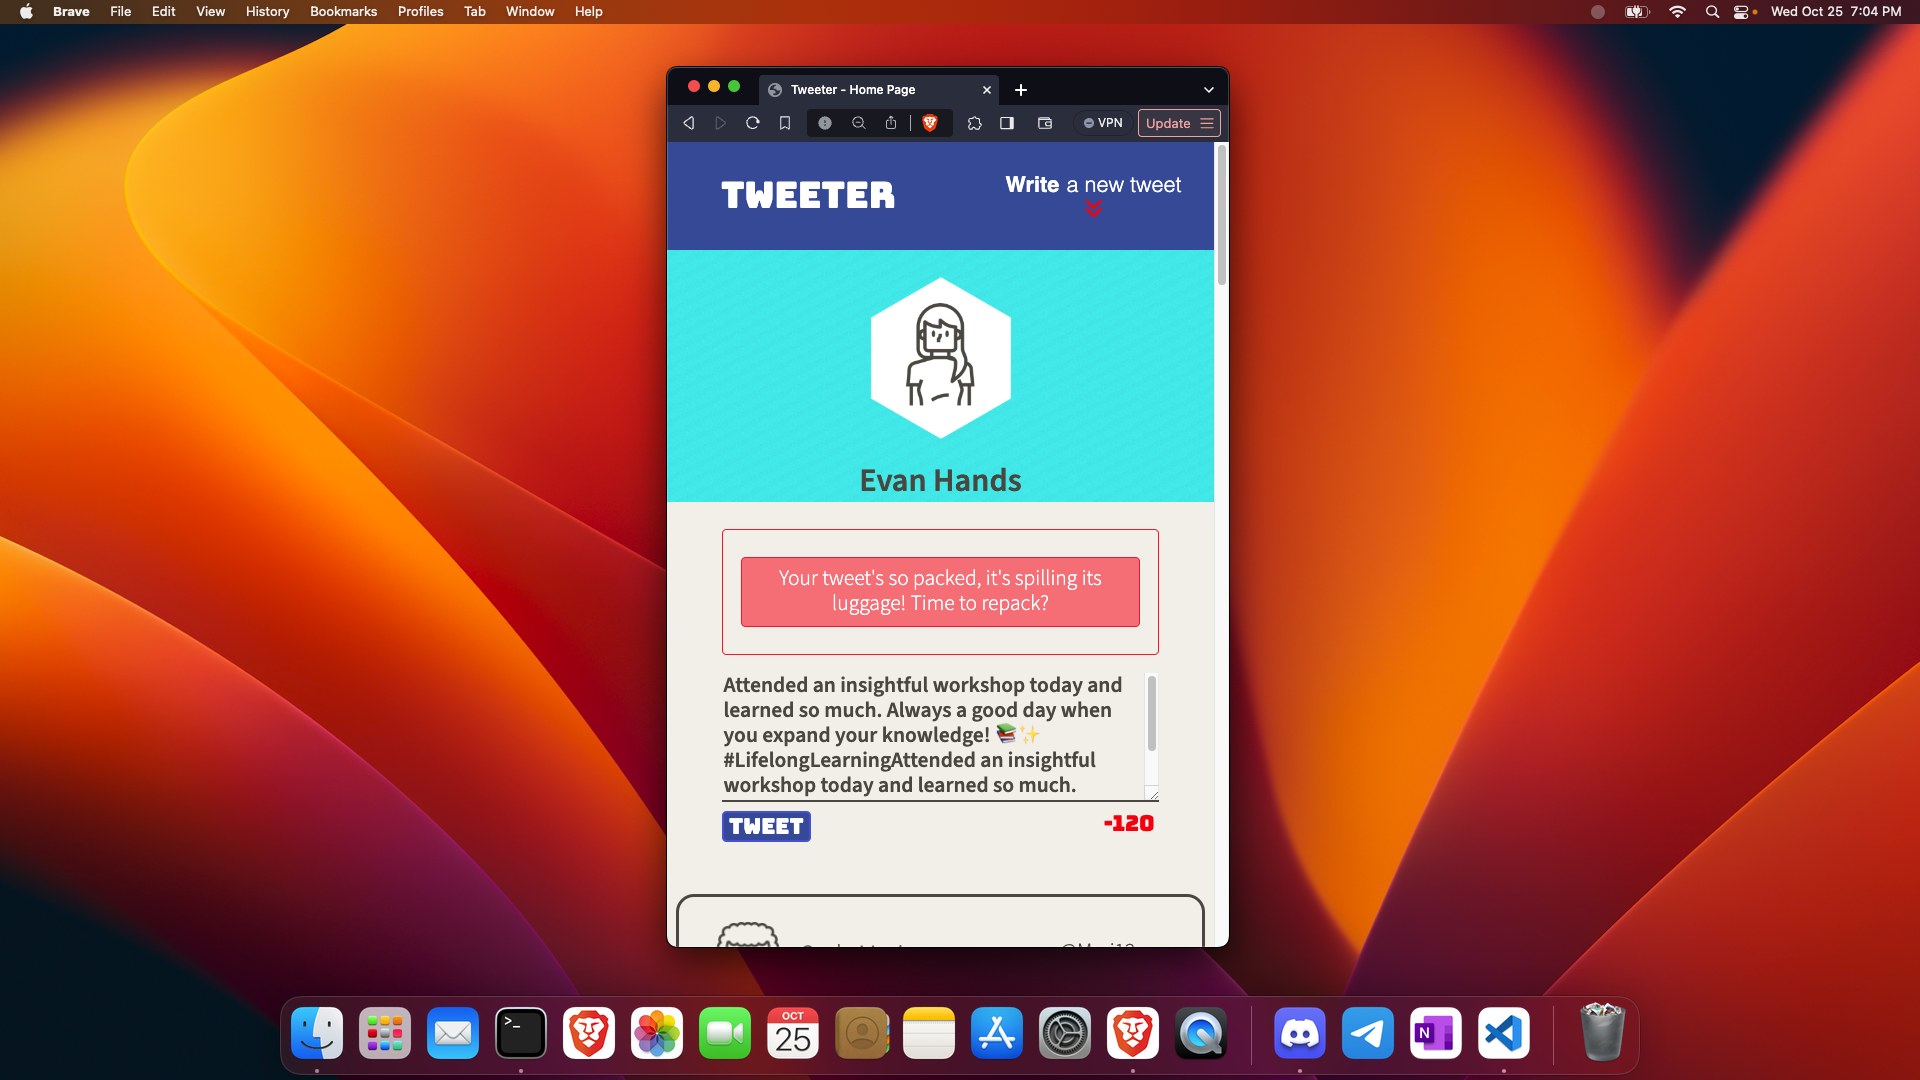 Brave File Edit View History Bookmarks Profiles Tab Window Help
Wed Oct 25 7:04 PM
Tweeter - Home Page
VPN
Update
TWEETER
Write a new tweet
Evan Hands
Your tweet's so packed, it's spilling its
luggage! Time to repack?
Attended an insightful workshop today and
learned so much. Always a good day when
you expand your knowledge! 📚✨
#LifelongLearningAttended an insightful
workshop today and learned so much.
TWEET
-120
OCT
25
>_
N